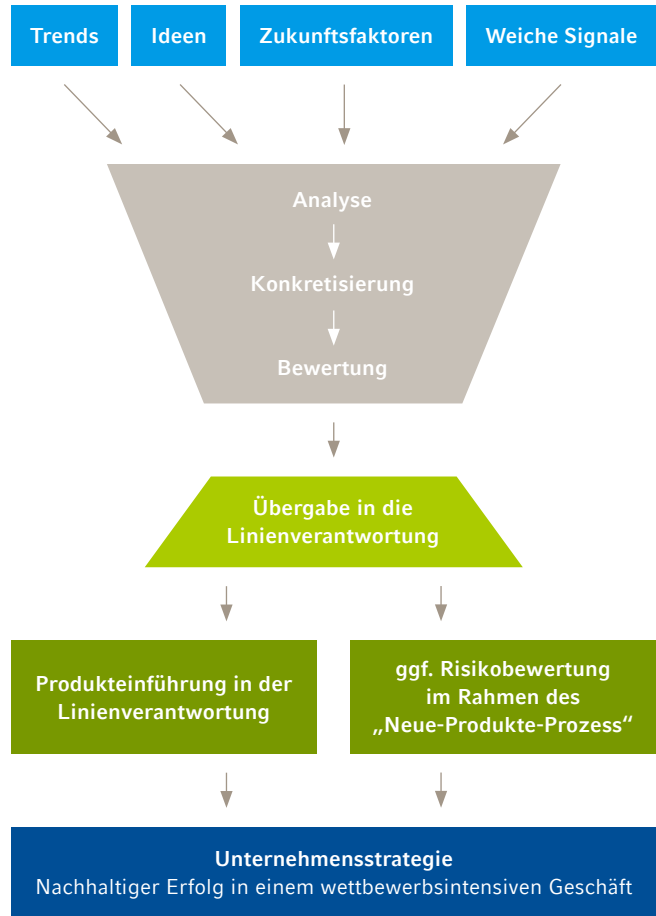 Trends
Ideen
Zukunftsfaktoren
Weiche Signale
Analyse
Konkretisierung
Bewertung
Übergabe in die
Linienverantwortung
Produkteinführung in der
Linienverantwortung
ggf. Risikobewertung
im Rahmen des
„Neue-Produkte-Prozess“
Unternehmensstrategie
Nachhaltiger Erfolg in einem wettbewerbsintensiven Geschäft